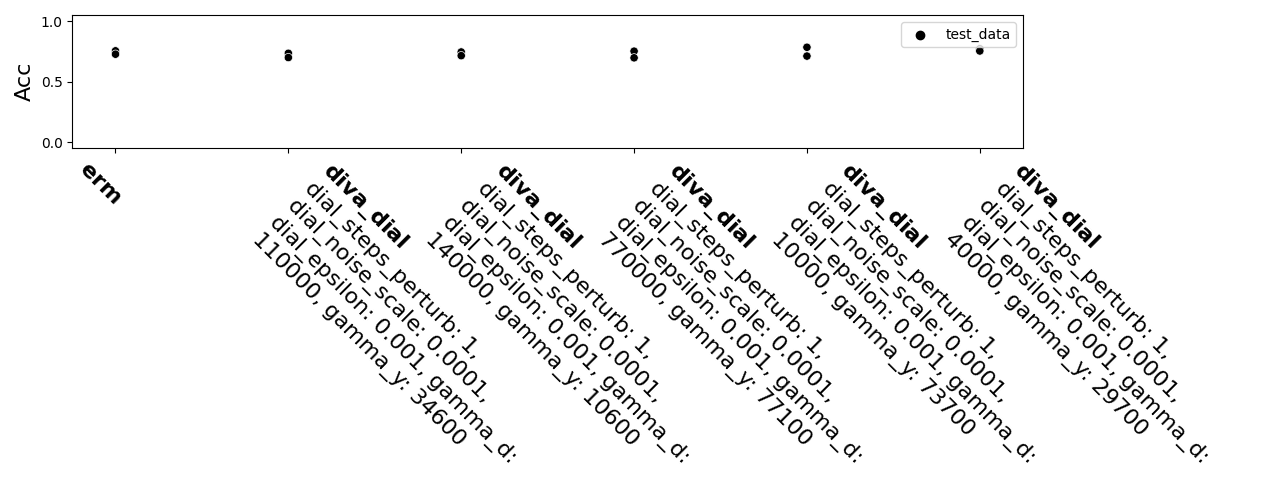 1.0
0.5
0.0
Acc
test_data
erm
diva_dial
dial_steps_perturb: 1,
dial_noise_scale: 0.0001,
dial_epsilon: 0.001, gamma_d:
110000, gamma_y: 34600
diva_dial
dial_steps_perturb: 1,
dial_noise_scale: 0.0001,
dial_epsilon: 0.001, gamma_d:
140000, gamma_y: 10600
diva_dial
dial_steps_perturb: 1,
dial_noise_scale: 0.0001,
dial_epsilon: 0.001, gamma_d:
770000, gamma_y: 77100
diva_dial
dial_steps_perturb: 1,
dial_noise_scale: 0.0001,
dial_epsilon: 0.001, gamma_d:
10000, gamma_y: 73700
diva_dial
dial_steps_perturb: 1,
dial_noise_scale: 0.0001,
dial_epsilon: 0.001, gamma_d:
40000, gamma_y: 29700